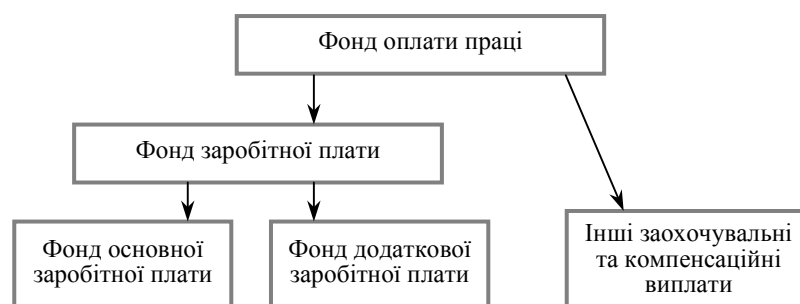 Фонд оплати праці
Фонд заробітної плати
Фонд основної
заробітної плати
Фонд додаткової
заробітної плати
Інші заохочувальні
та компенсаційні
виплати